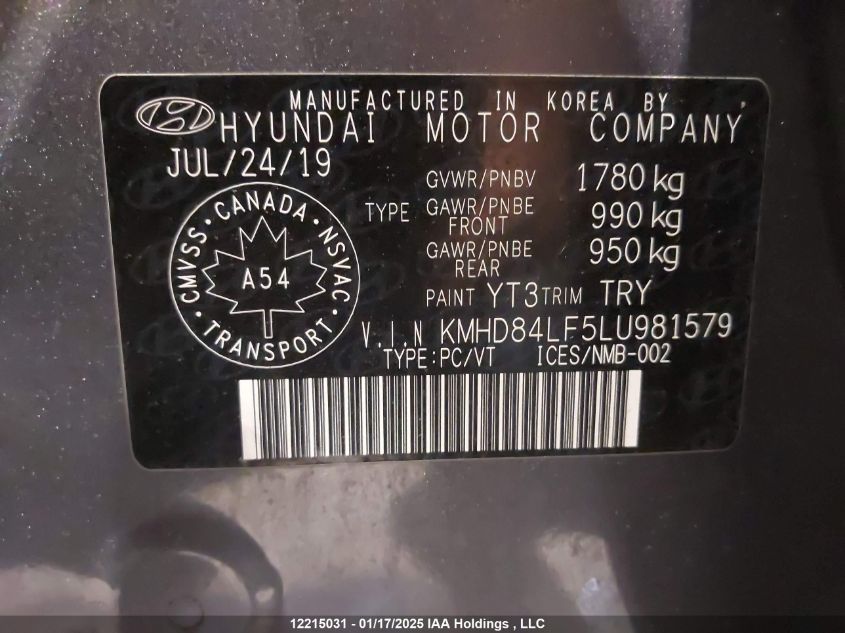 MANUFACTURED IN KOREA BY
HYUNDAI MOTOR COMPANY
JUL/24/19
GVWR/PNBV 1780 kg
TYPE GAWR/PNBE FRONT 990 kg
GAWR/PNBE REAR 950 kg
PAINT YT3 TRIM TRY
CMVSS · CANADA · NSVAC · TRANSPORT ·
A54
V.I.N KMHD84LF5LU981579
TYPE:PC/VT ICES/NMB-002
12215031 - 01/17/2025 IAA Holdings , LLC